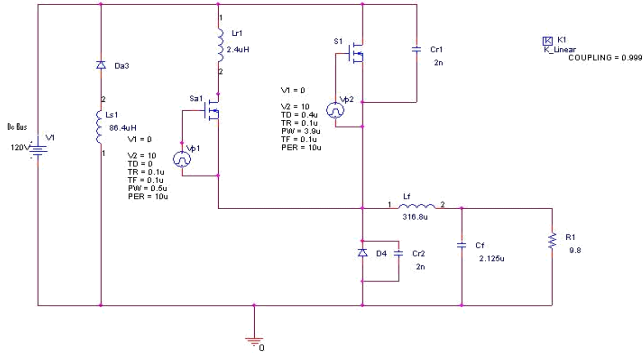 1
Lr1
2.4uH
2
Da3
2
Ls1
86.4uH
1
Dc Bus
V1
120V
Sa1
V1 = 0
V2 = 10
TD = 0
TR = 0.1u
TF = 0.1u
PW = 0.5u
PER = 10u
Vp1
S1
V1 = 0
V2 = 10
TD = 0.4u
TR = 0.1u
PW = 3.9u
TF = 0.1u
PER = 10u
Vp2
Cr1
2n
K
K1
K_Linear
COUPLING = 0.999
Lf
1
2
316.8u
D4
Cr2
2n
Cf
2.125u
R1
9.8
0